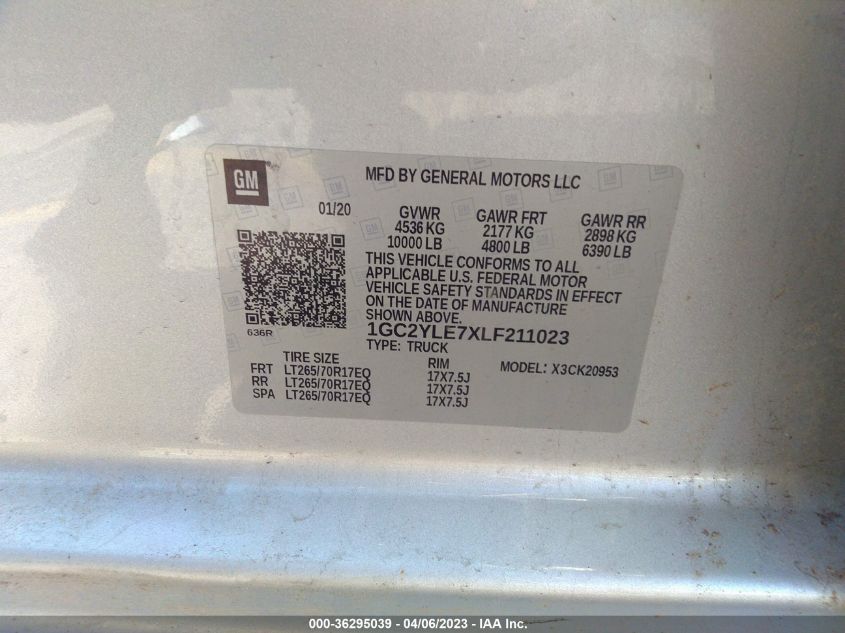 GM
MFD BY GENERAL MOTORS LLC
01/20
GVWR GAWR FRT GAWR RR
4536 KG 2177 KG 2898 KG
10000 LB 4800 LB 6390 LB
THIS VEHICLE CONFORMS TO ALL
APPLICABLE U.S. FEDERAL MOTOR
VEHICLE SAFETY STANDARDS IN EFFECT
ON THE DATE OF MANUFACTURE
SHOWN ABOVE.
636R
1GC2YLE7XLF211023
TYPE: TRUCK
TIRE SIZE RIM MODEL: X3CK20953
FRT LT265/70R17EQ 17X7.5J
RR LT265/70R17EQ 17X7.5J
SPA LT265/70R17EQ 17X7.5J
000-36295039 - 04/06/2023 - IAA Inc.